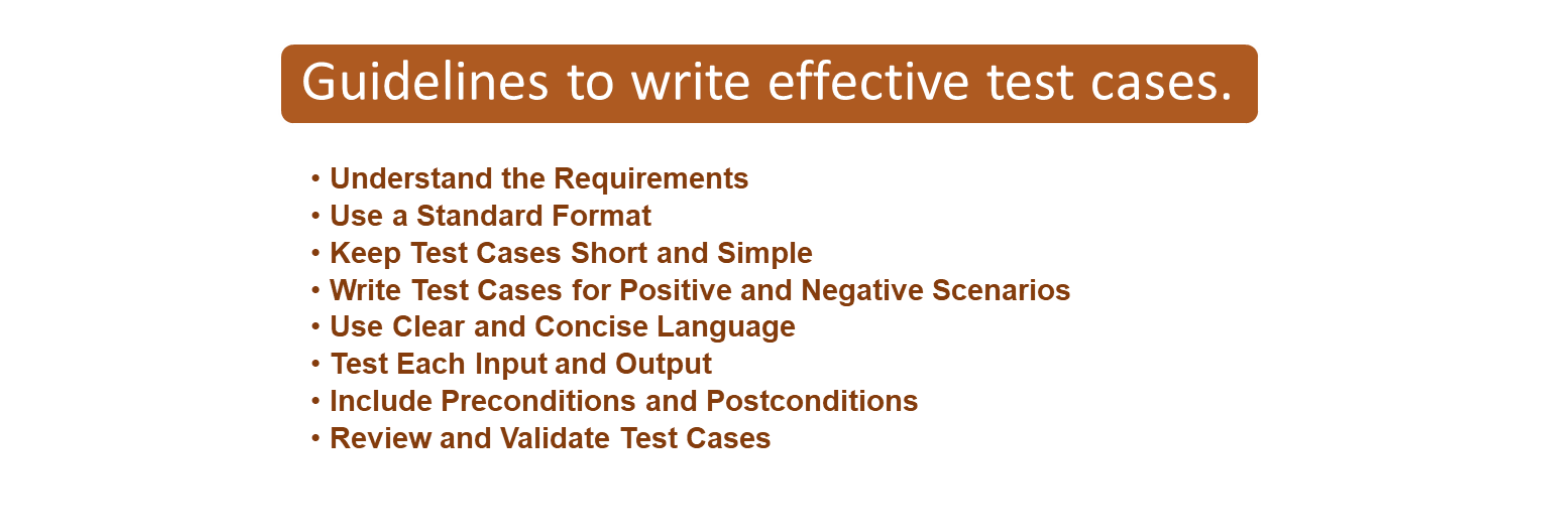 Guidelines to write effective test cases.
• Understand the Requirements
• Use a Standard Format
• Keep Test Cases Short and Simple
• Write Test Cases for Positive and Negative Scenarios
• Use Clear and Concise Language
• Test Each Input and Output
• Include Preconditions and Postconditions
• Review and Validate Test Cases